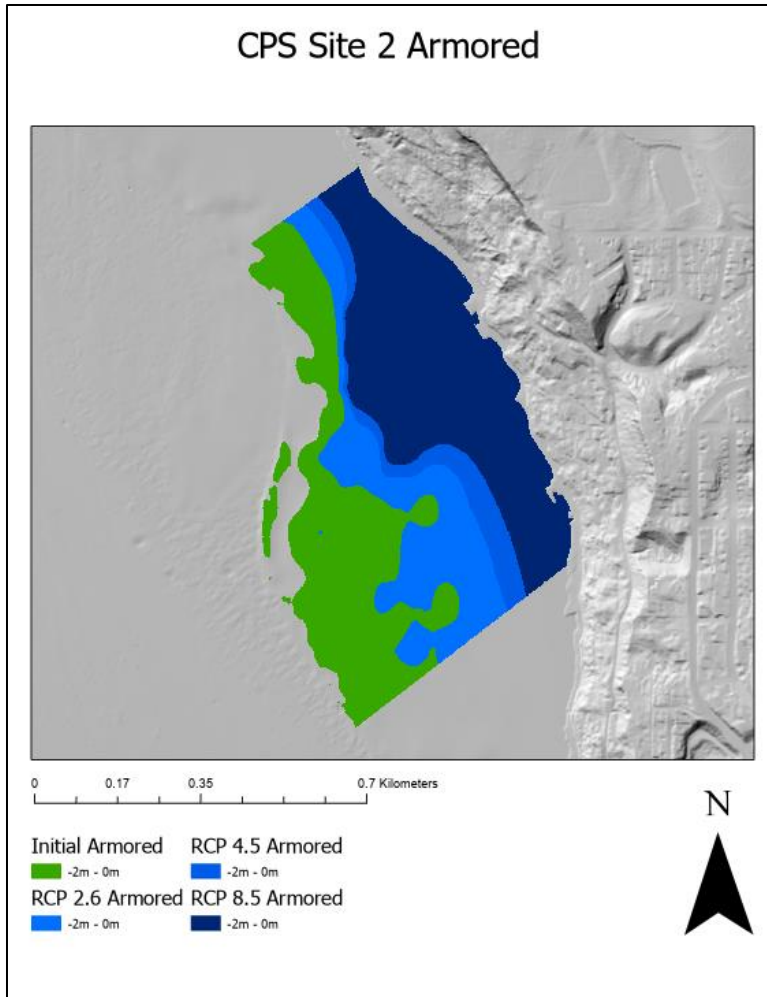 CPS Site 2 Armored
0 0.17 0.35 0.7 Kilometers
N
Initial Armored RCP 4.5 Armored
-2m - 0m -2m - 0m
RCP 2.6 Armored RCP 8.5 Armored
-2m - 0m -2m - 0m